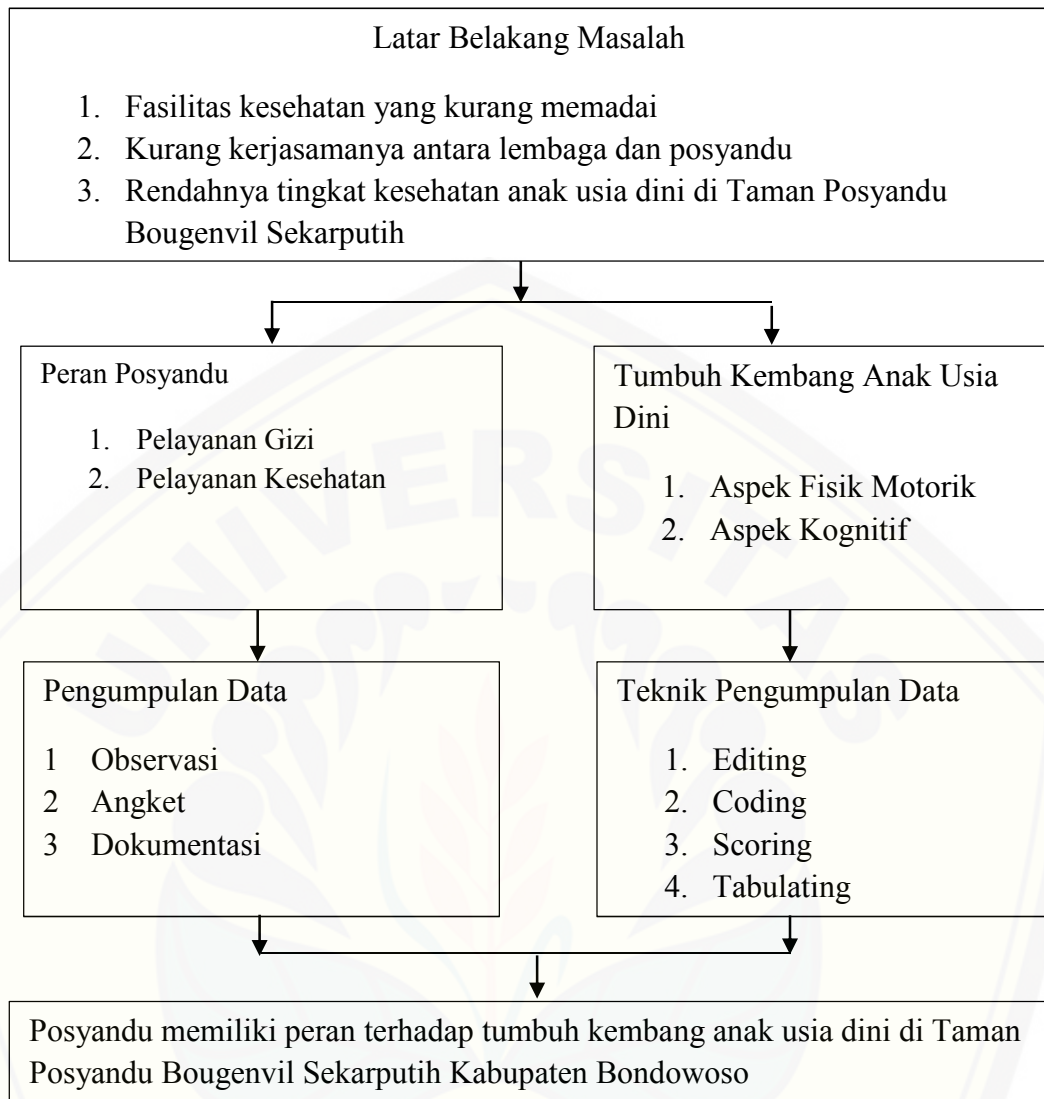 Latar Belakang Masalah
1. Fasilitas kesehatan yang kurang memadai
2. Kurang kerjasamanya antara lembaga dan posyandu
3. Rendahnya tingkat kesehatan anak usia dini di Taman Posyandu
Bougenvil Sekarputih
Peran Posyandu
1. Pelayanan Gizi
2. Pelayanan Kesehatan
Tumbuh Kembang Anak Usia
Dini
1. Aspek Fisik Motorik
2. Aspek Kognitif
Pengumpulan Data
1 Observasi
2 Angket
3 Dokumentasi
Teknik Pengumpulan Data
1. Editing
2. Coding
3. Scoring
4. Tabulating
Posyandu memiliki peran terhadap tumbuh kembang anak usia dini di Taman
Posyandu Bougenvil Sekarputih Kabupaten Bondowoso
UNIVERSITAS